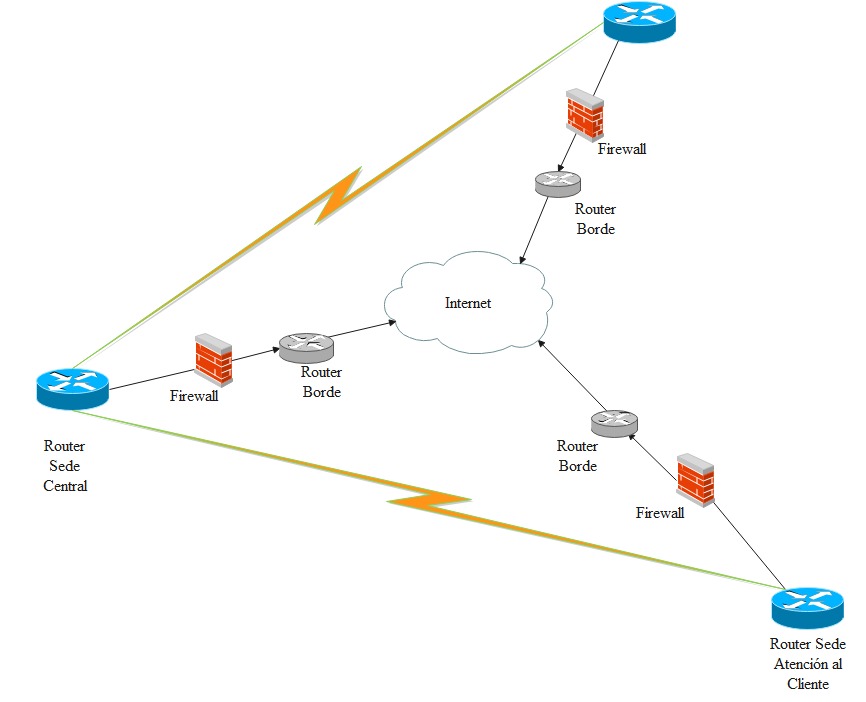 Firewall
Router
Borde
Internet
Router
Borde
Firewall
Router
Sede
Central
Router
Borde
Firewall
Router Sede
Atención al
Cliente